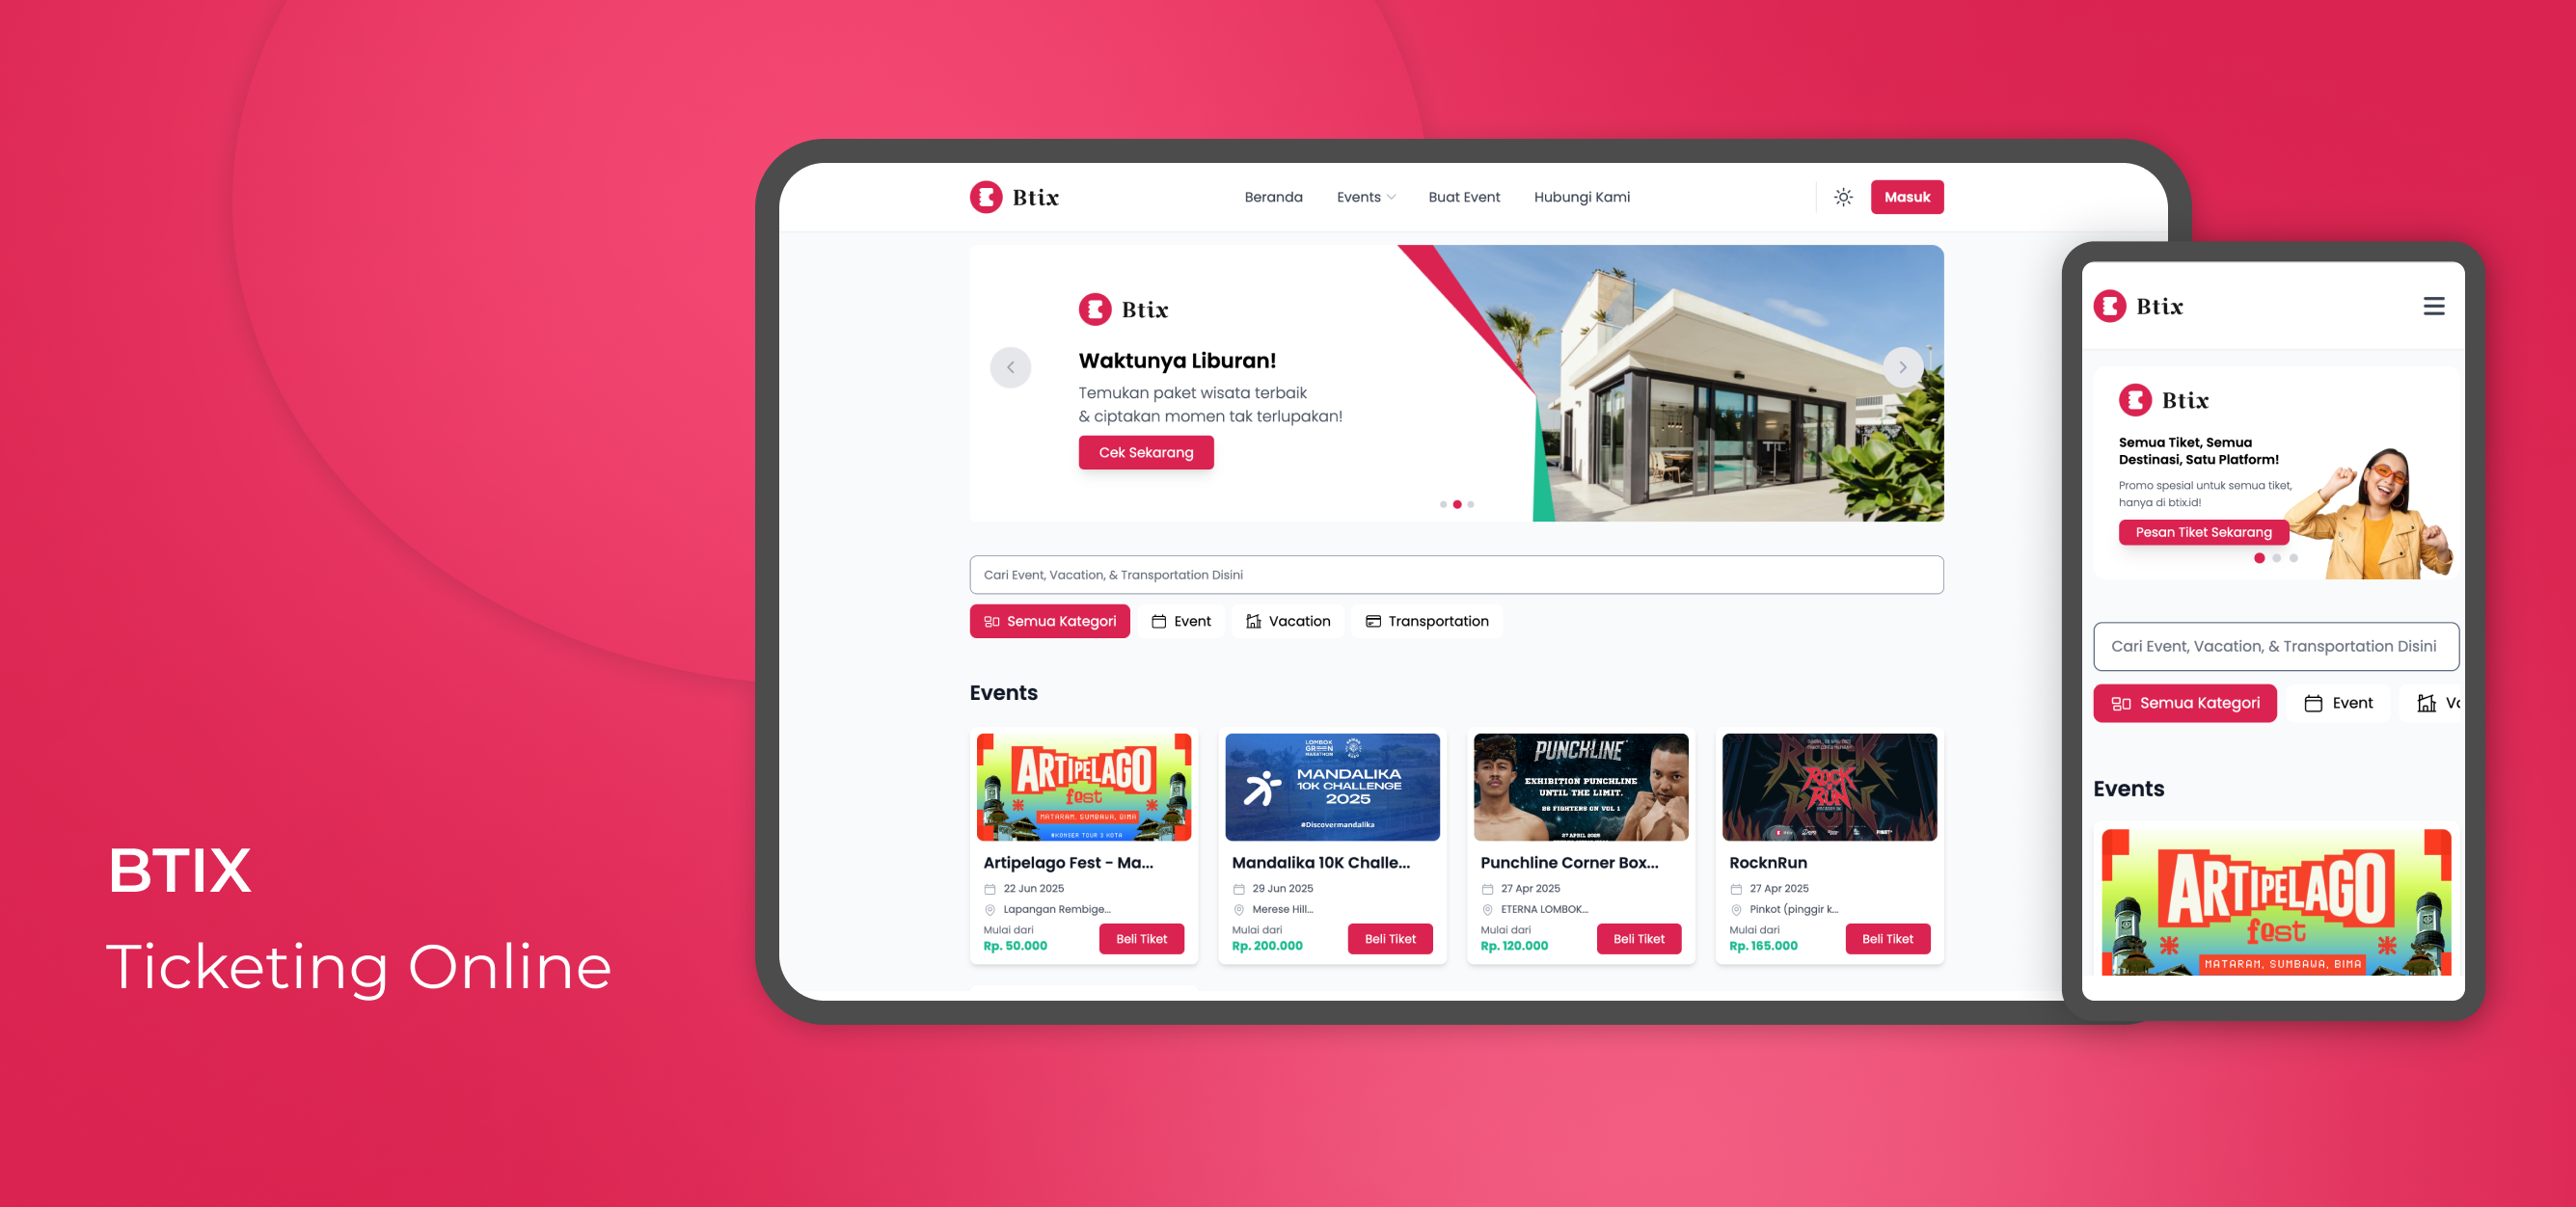 BTIX
Ticketing Online
Btix
Beranda
Events
Buat Event
Hubungi Kami
Masuk
Btix
Waktunya Liburan!
Temukan paket wisata terbaik
& ciptakan momen tak terlupakan!
Cek Sekarang
Cari Event, Vacation, & Transportation Disini
Semua Kategori
Event
Vacation
Transportation
Events
ARTIPELAGO
fest
MATARAM, SUMBAWA, BIMA
#KONSER TOUR 3 KOTA
Artipelago Fest - Ma...
22 Jun 2025
Lapangan Rembige...
Mulai dari
Rp. 50.000
Beli Tiket
LOMBOK
GREEN
MARATHON
MANDALIKA
10K CHALLENGE
2025
#Discovermandalika
Mandalika 10K Challe...
29 Jun 2025
Merese Hill...
Mulai dari
Rp. 200.000
Beli Tiket
PUNCHLINE
EXHIBITION PUNCHLINE
UNTIL THE LIMIT.
27 APRIL 2025
Punchline Corner Box...
27 Apr 2025
ETERNA LOMBOK...
Mulai dari
Rp. 120.000
Beli Tiket
ROCK
RUN
RocknRun
27 Apr 2025
Pinkot (pinggir k...
Mulai dari
Rp. 165.000
Beli Tiket
Btix
Btix
Semua Tiket, Semua
Destinasi, Satu Platform!
Promo spesial untuk semua tiket,
hanya di btix.id!
Pesan Tiket Sekarang
Cari Event, Vacation, & Transportation Disini
Semua Kategori
Event
Events
ARTIPELAGO
fest
MATARAM, SUMBAWA, BIMA